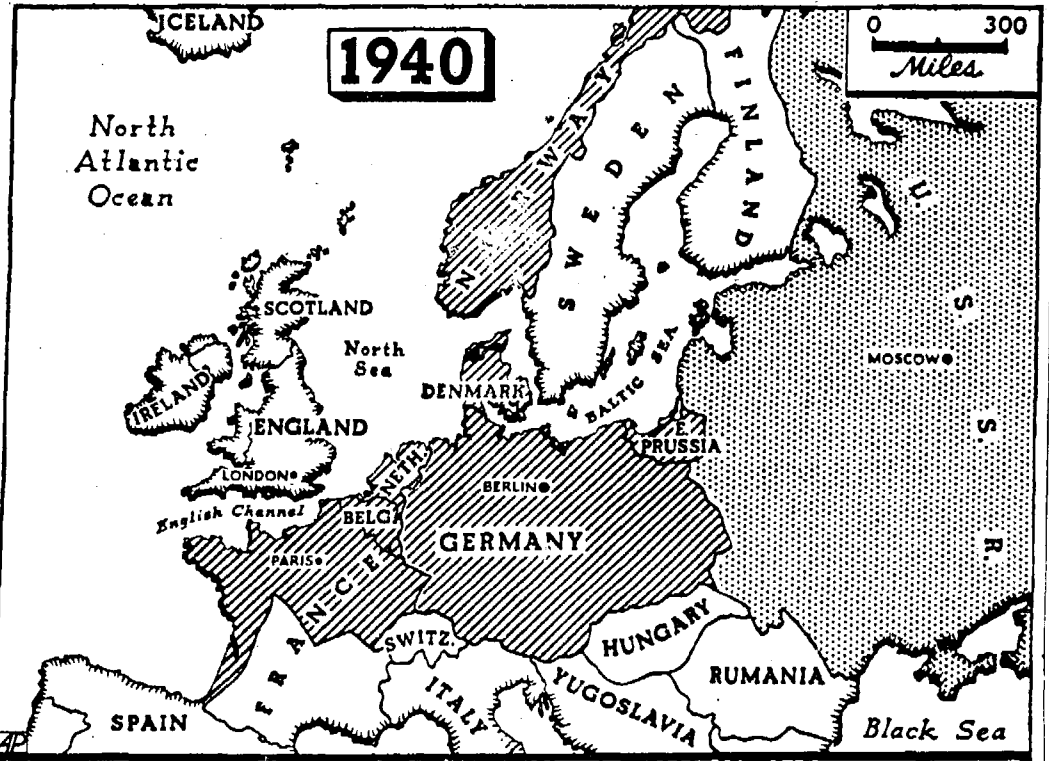 ICELAND
1940
0 300
Miles
North
Atlantic
Ocean
NORWAY
SWEDEN
FINLAND
U. S. S. R.
SCOTLAND
North
Sea
MOSCOW
IRELAND
DENMARK
BALTIC SEA
ENGLAND
E.
PRUSSIA
LONDON
NETH.
BERLIN
English Channel
BELG.
GERMANY
PARIS
FRANCE
SWITZ.
HUNGARY
RUMANIA
ITALY
YUGOSLAVIA
SPAIN
Black Sea
AP